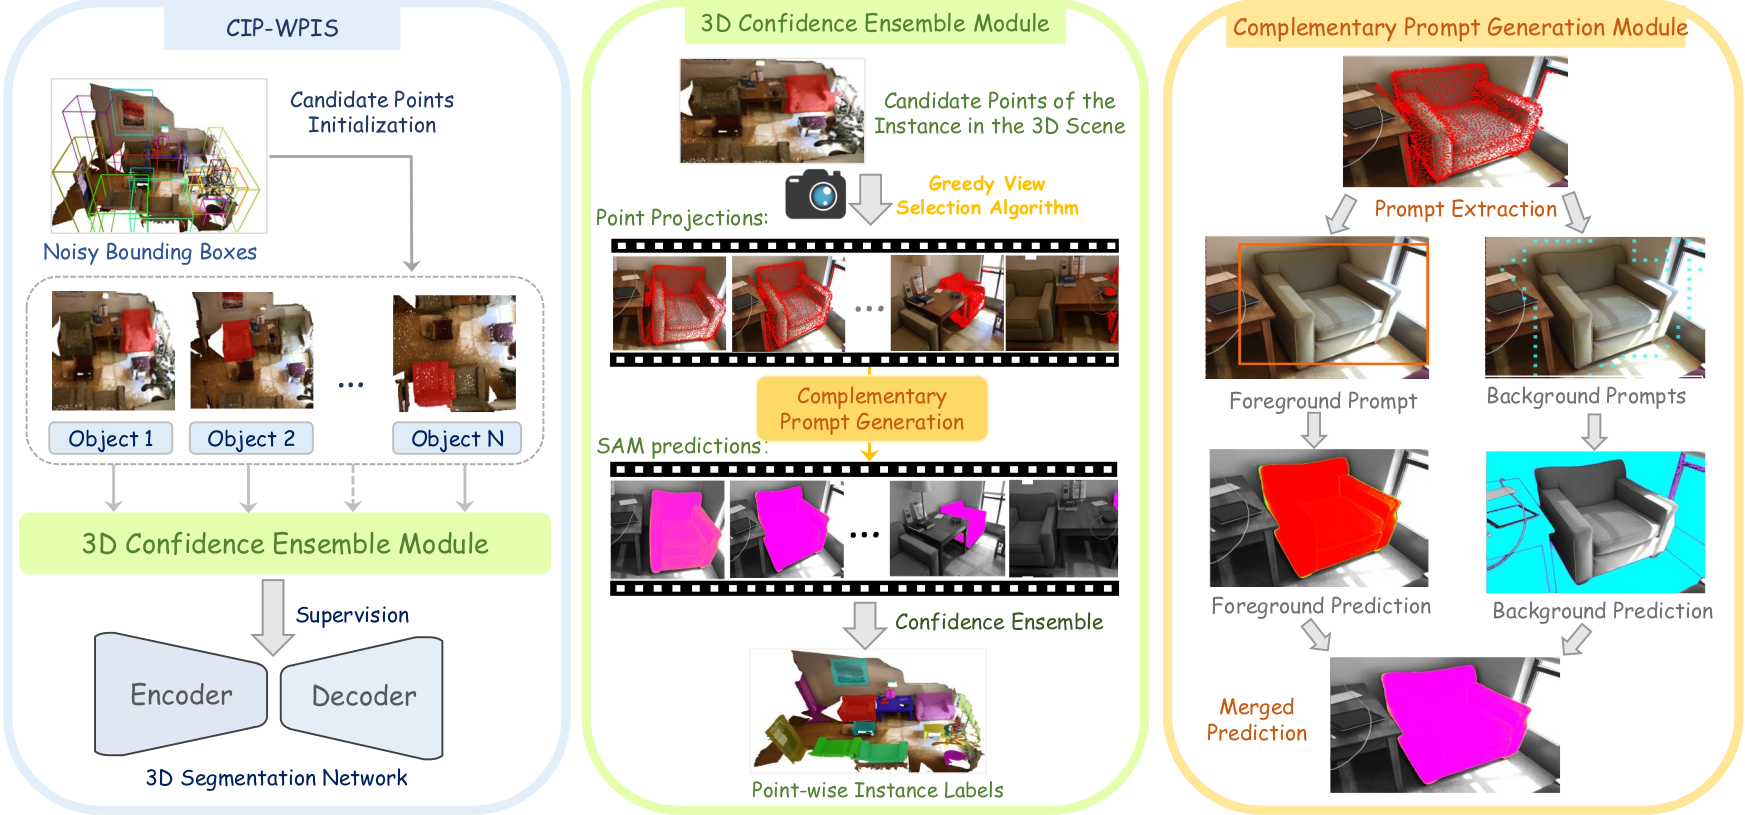 CIP-WPIS
Candidate Points
Initialization
Noisy Bounding Boxes
...
Object 1
Object 2
Object N
3D Confidence Ensemble Module
Supervision
Encoder
Decoder
3D Segmentation Network
3D Confidence Ensemble Module
Candidate Points of the
Instance in the 3D Scene
Greedy View
Selection Algorithm
Point Projections:
...
Complementary
Prompt Generation
SAM predictions:
...
Confidence Ensemble
Point-wise Instance Labels
Complementary Prompt Generation Module
Prompt Extraction
Foreground Prompt
Background Prompts
Foreground Prediction
Background Prediction
Merged
Prediction